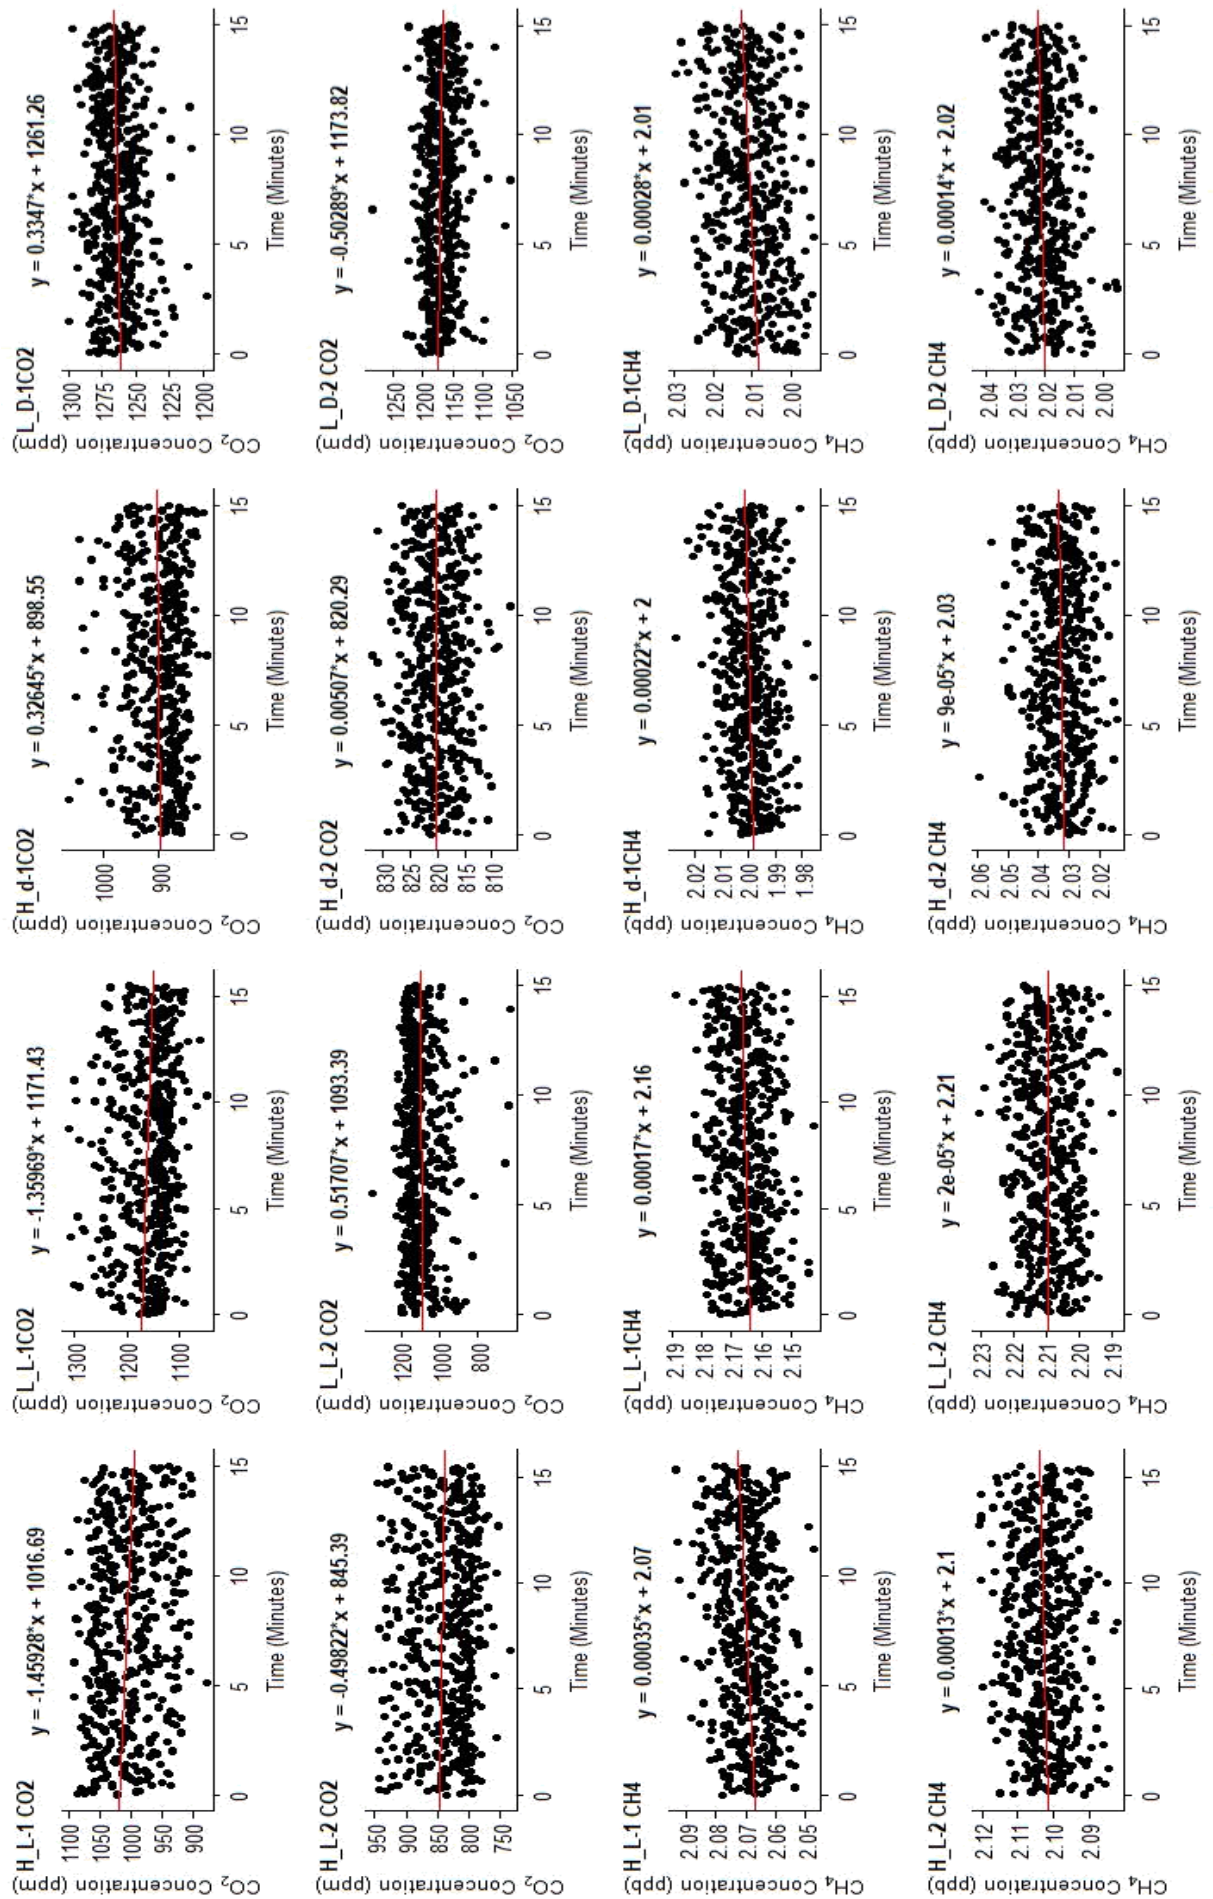 H_L-1 CO2
y = -1.45928*x + 1016.69
CO₂ Concentration (ppm)
1100
1050
1000
950
900
0 5 10 15
Time (Minutes)
L_L-1CO2
y = -1.35969*x + 1171.43
CO₂ Concentration (ppm)
1300
1200
1100
0 5 10 15
Time (Minutes)
H_d-1CO2
y = 0.32645*x + 898.55
CO₂ Concentration (ppm)
1000
900
0 5 10 15
Time (Minutes)
L_D-1CO2
y = 0.3347*x + 1261.26
CO₂ Concentration (ppm)
1300
1275
1250
1225
1200
0 5 10 15
Time (Minutes)
H_L-2 CO2
y = -0.49822*x + 845.39
CO₂ Concentration (ppm)
950
900
850
800
750
0 5 10 15
Time (Minutes)
L_L-2 CO2
y = 0.51707*x + 1093.39
CO₂ Concentration (ppm)
1200
1000
800
0 5 10 15
Time (Minutes)
H_d-2 CO2
y = 0.00507*x + 820.29
CO₂ Concentration (ppm)
830
825
820
815
810
0 5 10 15
Time (Minutes)
L_D-2 CO2
y = -0.50289*x + 1173.82
CO₂ Concentration (ppm)
1250
1200
1150
1100
1050
0 5 10 15
Time (Minutes)
H_L-1 CH4
y = 0.00035*x + 2.07
CH₄ Concentration (ppb)
2.09
2.08
2.07
2.06
2.05
0 5 10 15
Time (Minutes)
L_L-1CH4
y = 0.00017*x + 2.16
CH₄ Concentration (ppb)
2.19
2.18
2.17
2.16
2.15
0 5 10 15
Time (Minutes)
H_d-1CH4
y = 0.00022*x + 2
CH₄ Concentration (ppb)
2.02
2.01
2.00
1.99
1.98
0 5 10 15
Time (Minutes)
L_D-1CH4
y = 0.00028*x + 2.01
CH₄ Concentration (ppb)
2.03
2.02
2.01
2.00
0 5 10 15
Time (Minutes)
H_L-2 CH4
y = 0.00013*x + 2.1
CH₄ Concentration (ppb)
2.12
2.11
2.10
2.09
0 5 10 15
Time (Minutes)
L_L-2 CH4
y = 2e-05*x + 2.21
CH₄ Concentration (ppb)
2.23
2.22
2.21
2.20
2.19
0 5 10 15
Time (Minutes)
H_d-2 CH4
y = 9e-05*x + 2.03
CH₄ Concentration (ppb)
2.06
2.05
2.04
2.03
2.02
0 5 10 15
Time (Minutes)
L_D-2 CH4
y = 0.00014*x + 2.02
CH₄ Concentration (ppb)
2.04
2.03
2.02
2.01
2.00
0 5 10 15
Time (Minutes)